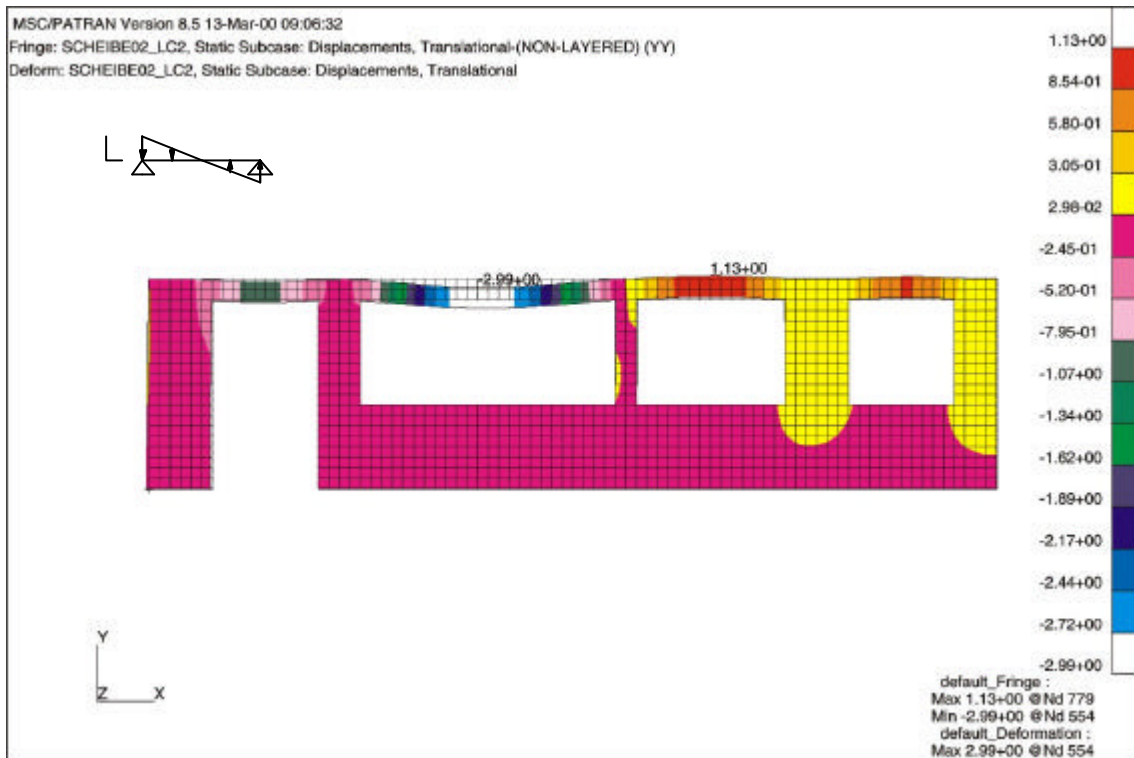 MSC/PATRAN Version 8.5 13-Mar-00 09:06:32
Fringe: SCHEIBE02_LC2, Static Subcase: Displacements, Translational-(NON-LAYERED) (YY)
Deform: SCHEIBE02_LC2, Static Subcase: Displacements, Translational
1.13+00
8.54-01
5.80-01
3.05-01
2.98-02
-2.45-01
-5.20-01
-7.95-01
-1.07+00
-1.34+00
-1.62+00
-1.89+00
-2.17+00
-2.44+00
-2.72+00
-2.99+00
-2.99+00
1.13+00
Y
Z X
default_Fringe :
Max 1.13+00 @Nd 779
Min -2.99+00 @Nd 554
default_Deformation :
Max 2.99+00 @Nd 554